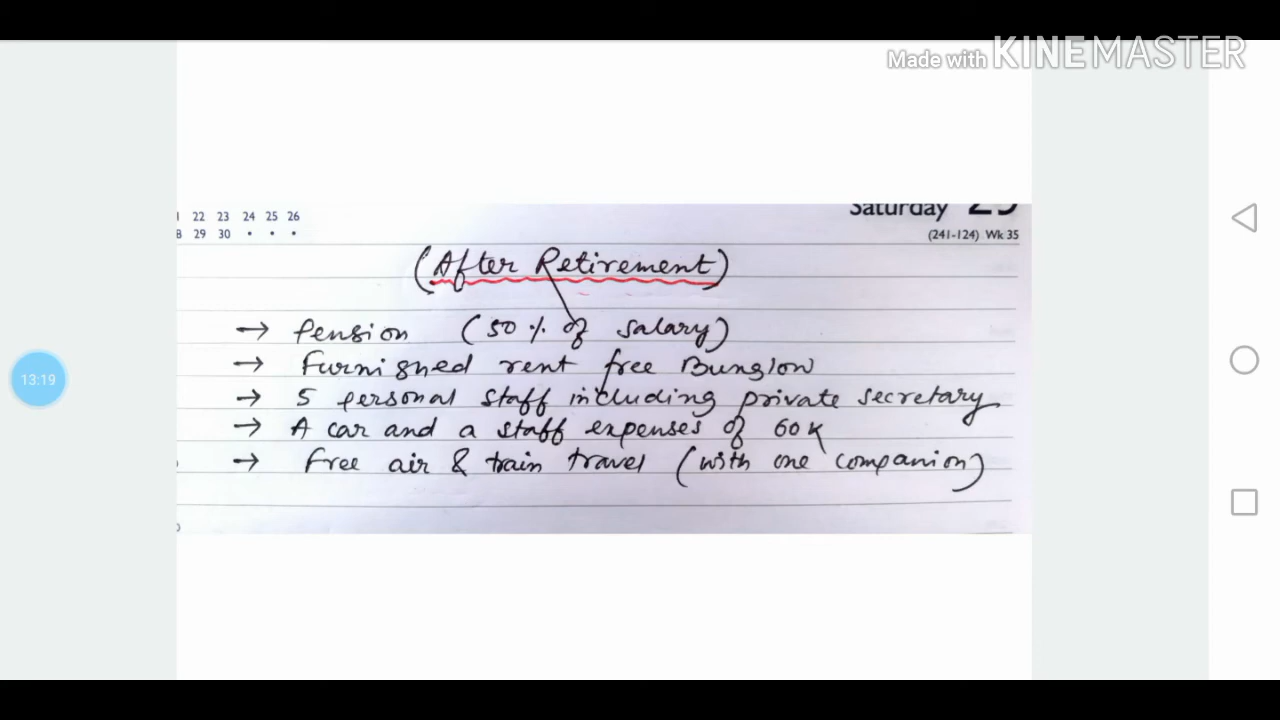 Made with KINEMASTER
22 23 24 25 26
Saturday 29
29 30 • • •
(241-124) Wk 35
(After Retirement)
→ Pension (50% of salary)
→ Furnished rent free Bunglow
13:19
→ 5 personal staff including private secretary
→ A car and a staff expenses of 60K
→ Free air & train travel (with one companion)